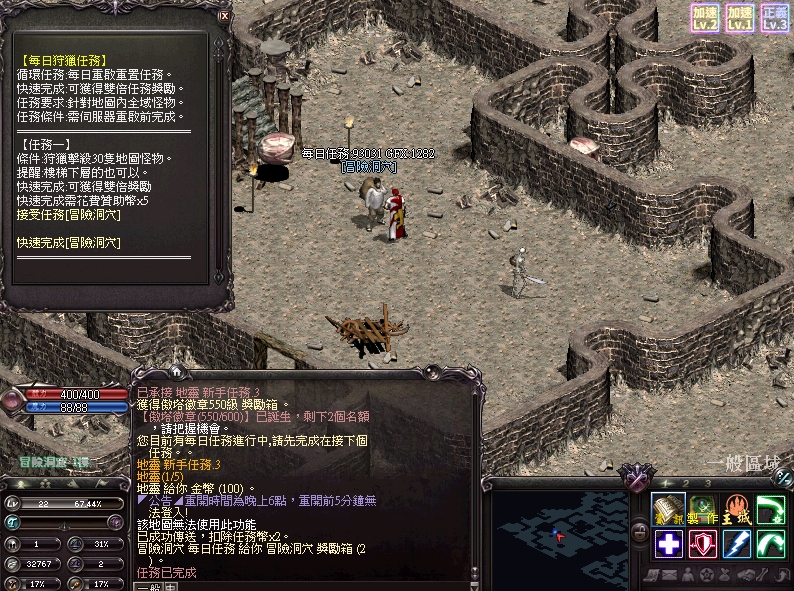 加速 加速 正義
Lv.2 Lv.1 Lv.3
【每日狩獵任務】
循環任務:每日重啟重置任務。
快速完成:可獲得雙倍任務獎勵。
任務要求:針對地圖內全域怪物。
任務條件:需伺服器重啟前完成。
【任務一】
條件:狩獵擊殺30隻地圖怪物。
提醒:樓梯下層的也可以。
快速完成:可獲得雙倍獎勵
快速完成需花費贊助幣x5
接受任務[冒險洞穴]
快速完成[冒險洞穴]
每日任務:93031 GFX:1282
[冒險洞穴]
400/400
88/88
Lv 22 67.44%
1 31%
32767 2
17% 17%
已承接 地靈 新手任務.3
獲得傲塔徽章550級 獎勵箱。
【傲塔徽章(550/600)】已誕生，剩下2個名額
，請把握機會。
您目前有每日任務進行中,請先完成在接下個
任務。。
地靈 新手任務.3
地靈(1/5)
地靈 給你 金幣 (100) 。
◤公告◢重開時間為晚上6點，重開前5分鐘無
法登入!
該地圖無法使用此功能
已成功傳送，扣除任務幣x2。
冒險洞穴 每日任務 給你 冒險洞穴 獎勵箱 (2
) 。
任務已完成
一般
一般區域
2 3
製作 主城